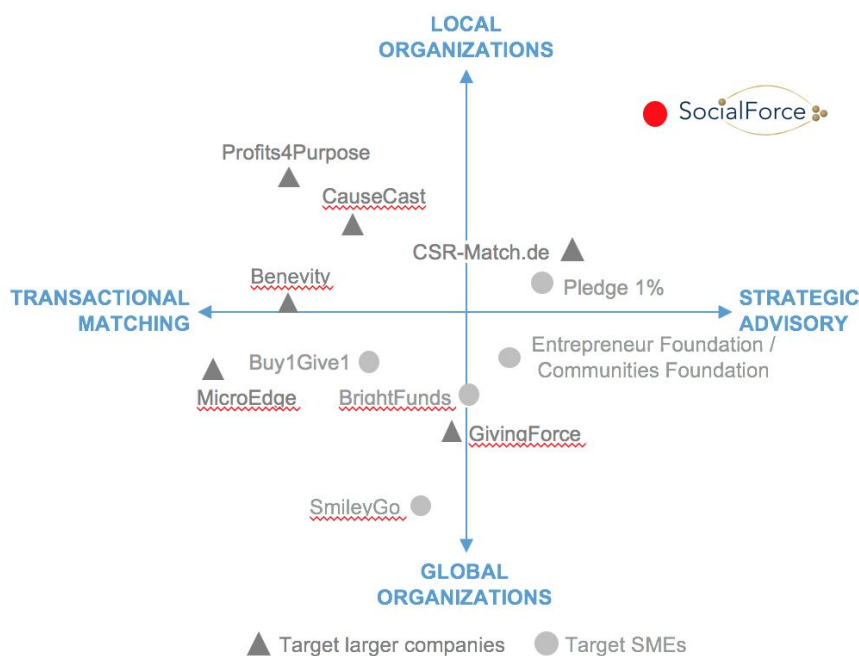 LOCAL
ORGANIZATIONS
SocialForce
Profits4Purpose
CauseCast
CSR-Match.de
Benevity
Pledge 1%
TRANSACTIONAL
MATCHING
STRATEGIC
ADVISORY
Entrepreneur Foundation /
Communities Foundation
Buy1Give1
MicroEdge
BrightFunds
GivingForce
SmileyGo
GLOBAL
ORGANIZATIONS
Target larger companies
Target SMEs